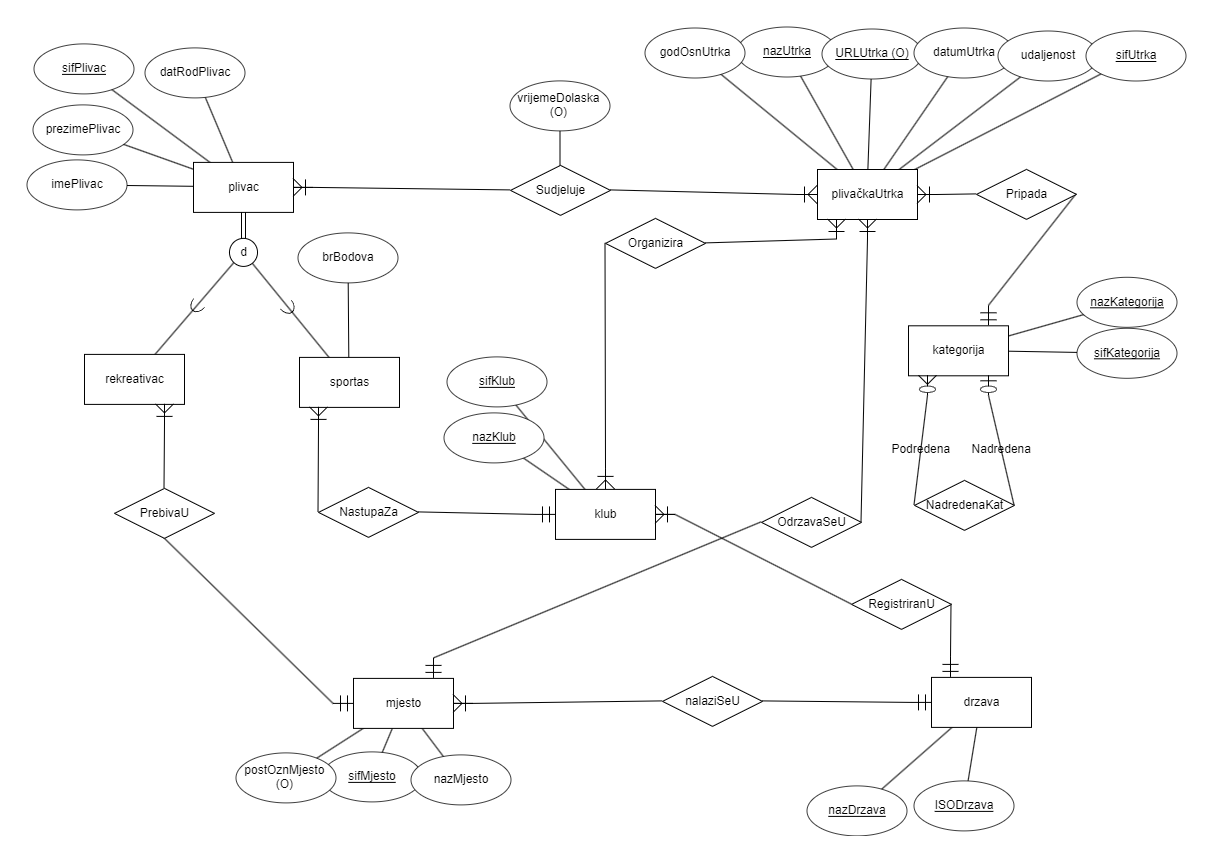 godOsnUtrka
nazUtrka
URLUtrka (O)
datumUtrka
udaljenost
sifUtrka
sifPlivac
datRodPlivac
vrijemeDolaska
(O)
prezimePlivac
imePlivac
plivac
Sudjeluje
plivačkaUtrka
Pripada
d
Organizira
brBodova
nazKategorija
kategorija
sifKategorija
rekreativac
sportas
sifKlub
nazKlub
Podređena
Nadređena
PrebivaU
NastupaZa
klub
OdrzavaSeU
NadređenaKat
RegistriranU
mjesto
nalaziSeU
drzava
postOznMjesto
(O)
sifMjesto
nazMjesto
nazDrzava
ISODrzava